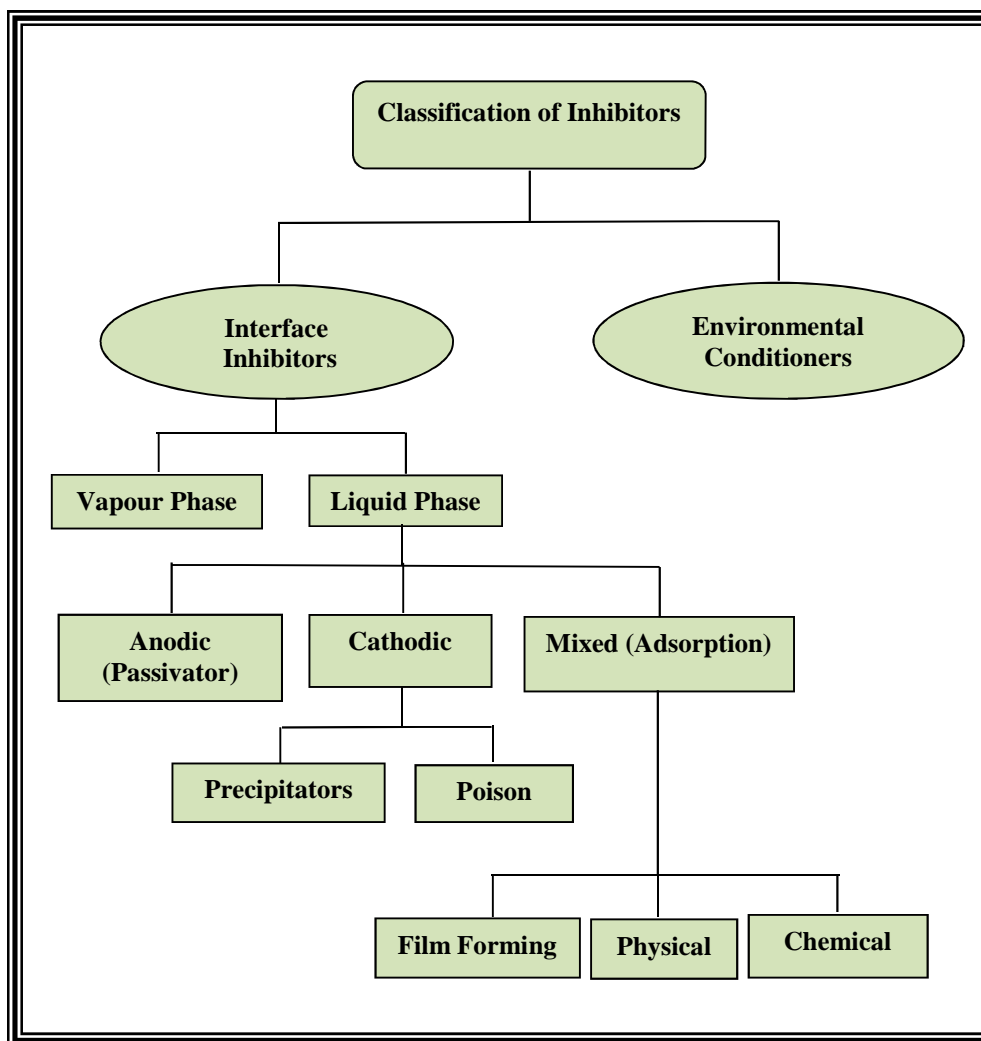 Classification of Inhibitors
Interface
Inhibitors
Environmental
Conditioners
Vapour Phase
Liquid Phase
Anodic
(Passivator)
Cathodic
Mixed (Adsorption)
Precipitators
Poison
Film Forming
Physical
Chemical